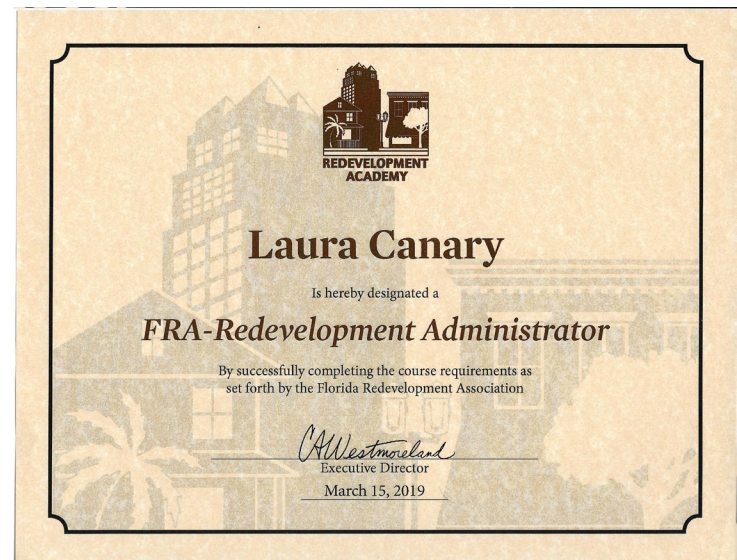 REDEVELOPMENT
ACADEMY
Laura Canary
Is hereby designated a
FRA-Redevelopment Administrator
By successfully completing the course requirements as
set forth by the Florida Redevelopment Association
CAWestmoreland
Executive Director
March 15, 2019